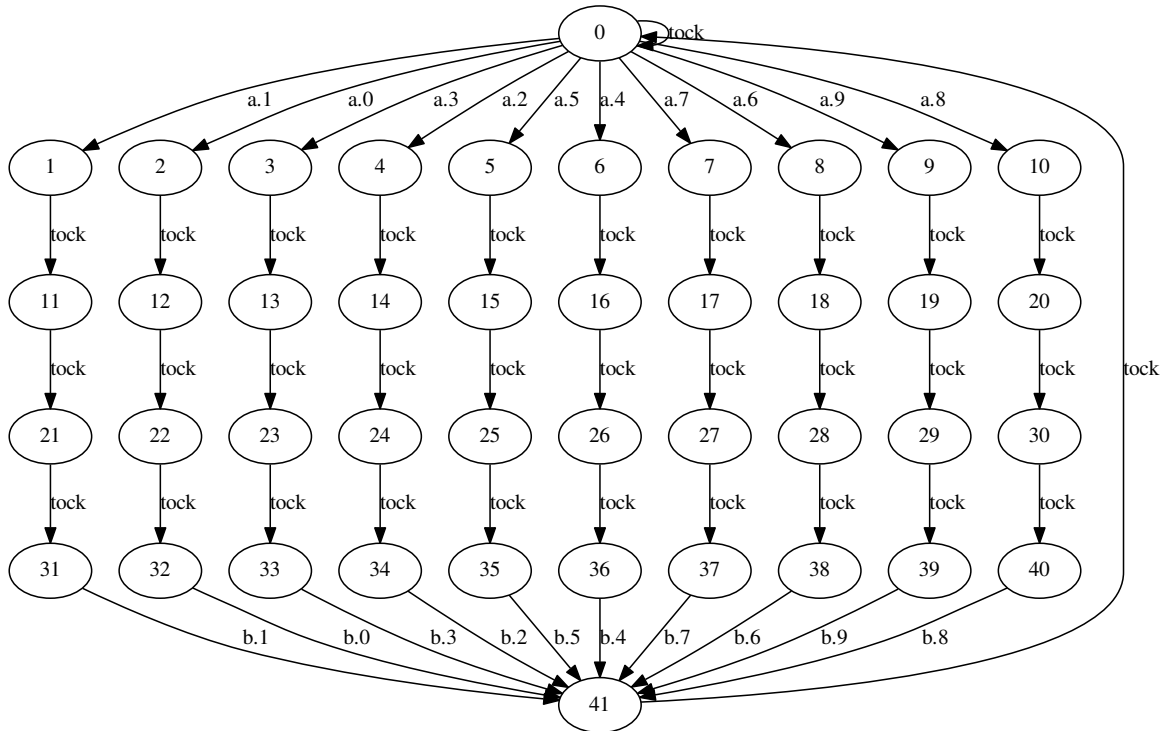 0 tock
a.1 a.0 a.3 a.2 a.5 a.4 a.7 a.6 a.9 a.8
1 2 3 4 5 6 7 8 9 10
tock tock tock tock tock tock tock tock tock tock
11 12 13 14 15 16 17 18 19 20
tock tock tock tock tock tock tock tock tock tock tock
21 22 23 24 25 26 27 28 29 30
tock tock tock tock tock tock tock tock tock tock
31 32 33 34 35 36 37 38 39 40
b.1 b.0 b.3 b.2 b.5 b.4 b.7 b.6 b.9 b.8
41